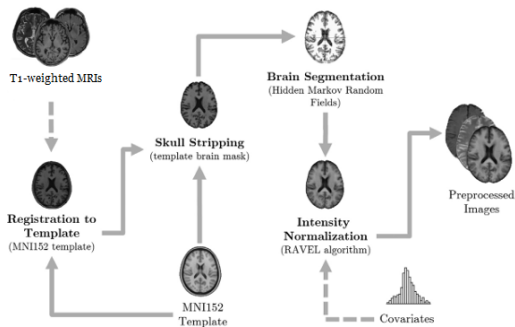 T1-weighted MRIs
Registration to
Template
(MNI152 template)
Skull Stripping
(template brain mask)
MNI152
Template
Brain Segmentation
(Hidden Markov Random
Fields)
Intensity
Normalization
(RAVEL algorithm)
Covariates
Preprocessed
Images